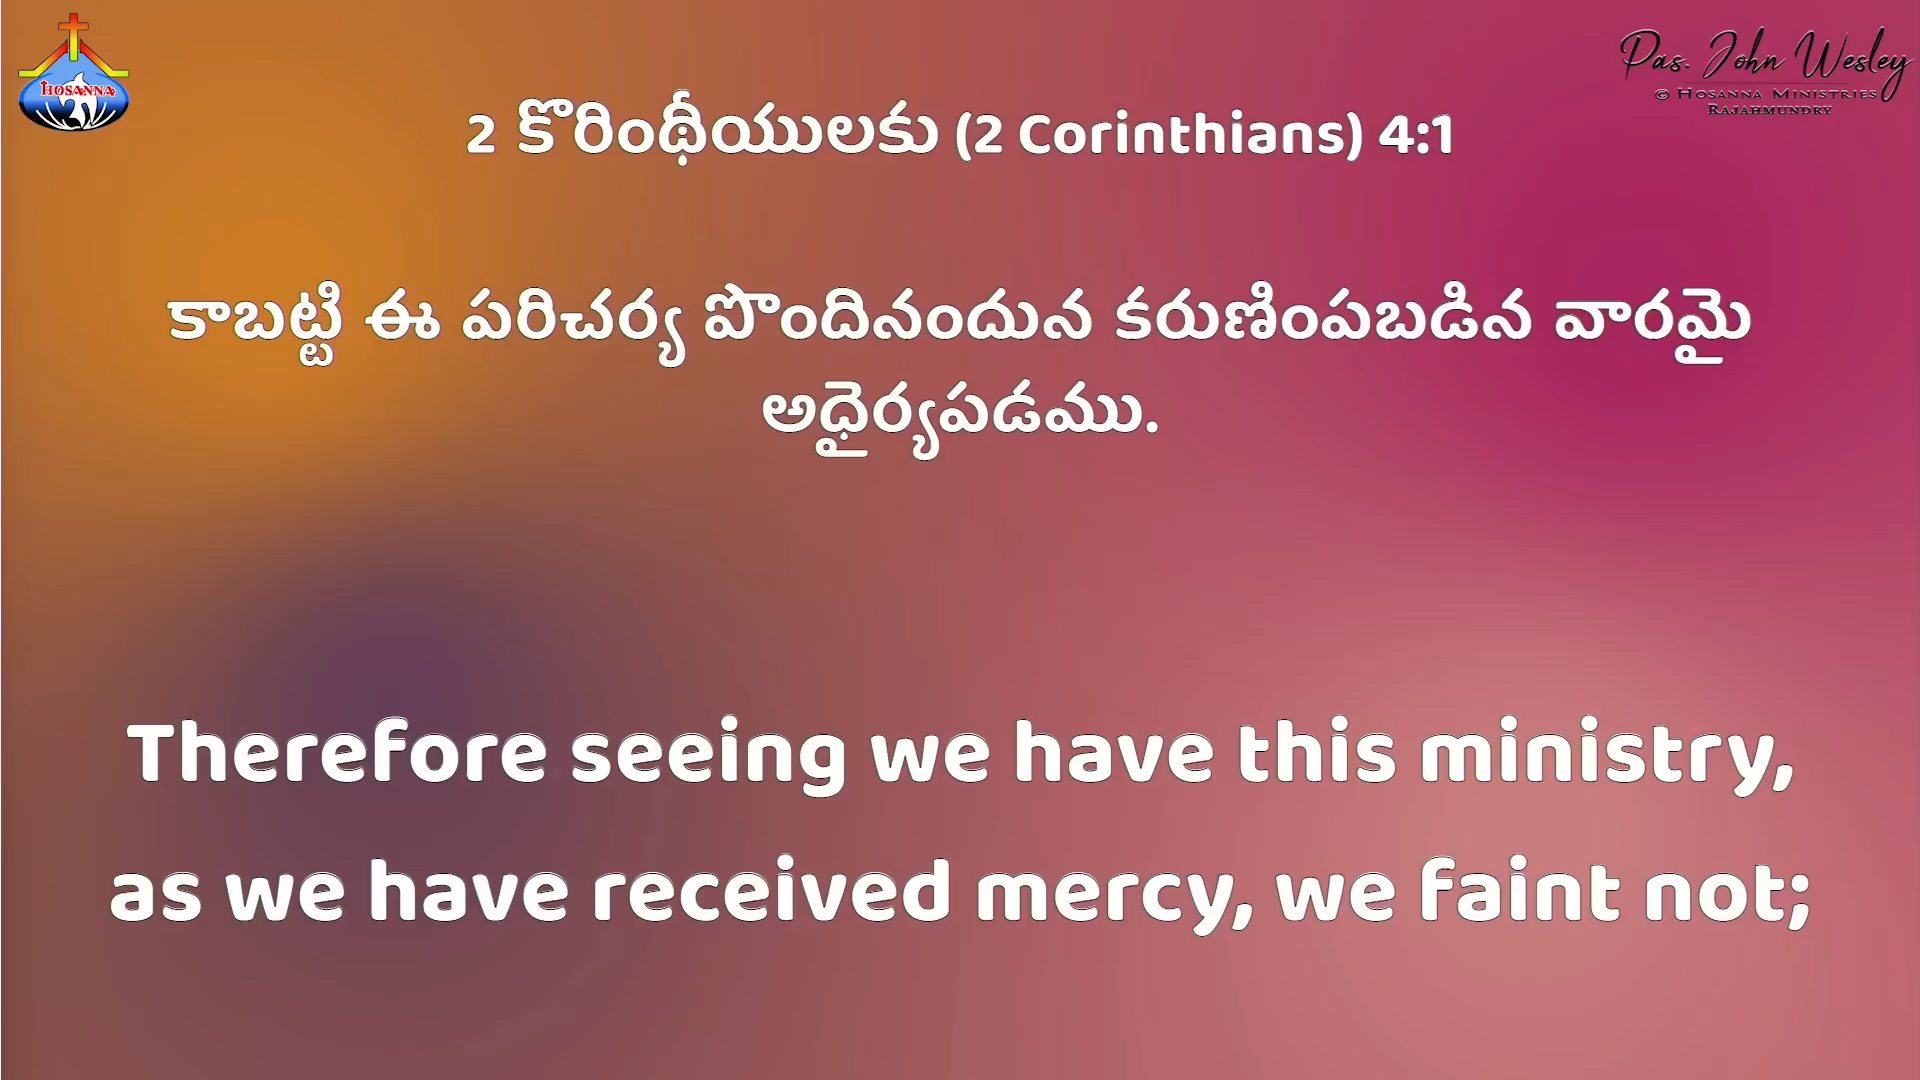 HOSANNA
Pas. John Wesley
© HOSANNA MINISTRIES
RAJAHMUNDRY
2 కొరింథీయులకు (2 Corinthians) 4:1
కాబట్టి ఈ పరిచర్య పొందినందున కరుణింపబడిన వారమై
అధైర్యపడము.
Therefore seeing we have this ministry,
as we have received mercy, we faint not;